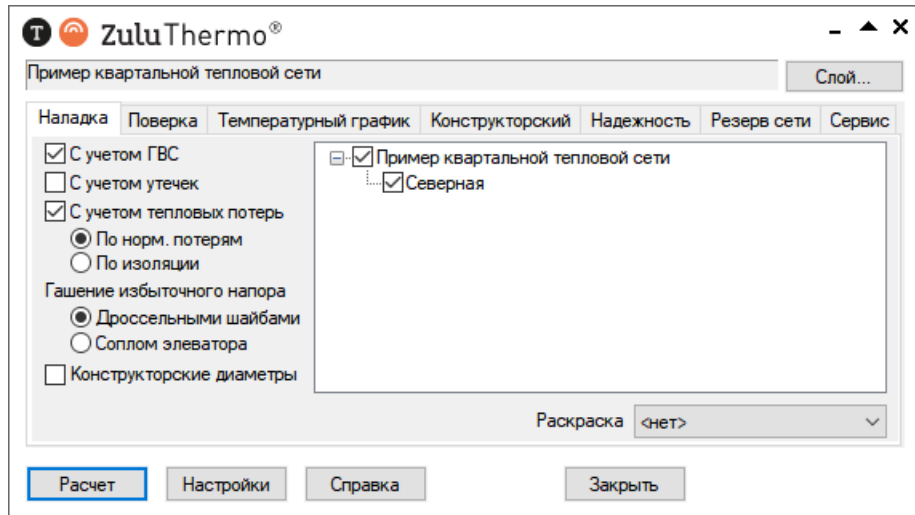 T ZuluThermo®
Пример квартальной тепловой сети
Слой...
Наладка Поверка Температурный график Конструкторский Надежность Резерв сети Сервис
С учетом ГВС
С учетом утечек
С учетом тепловых потерь
По норм. потерям
По изоляции
Гашение избыточного напора
Дроссельными шайбами
Соплом элеватора
Конструкторские диаметры
Пример квартальной тепловой сети
Северная
Раскраска <нет>
Расчет Настройки Справка Закрыть